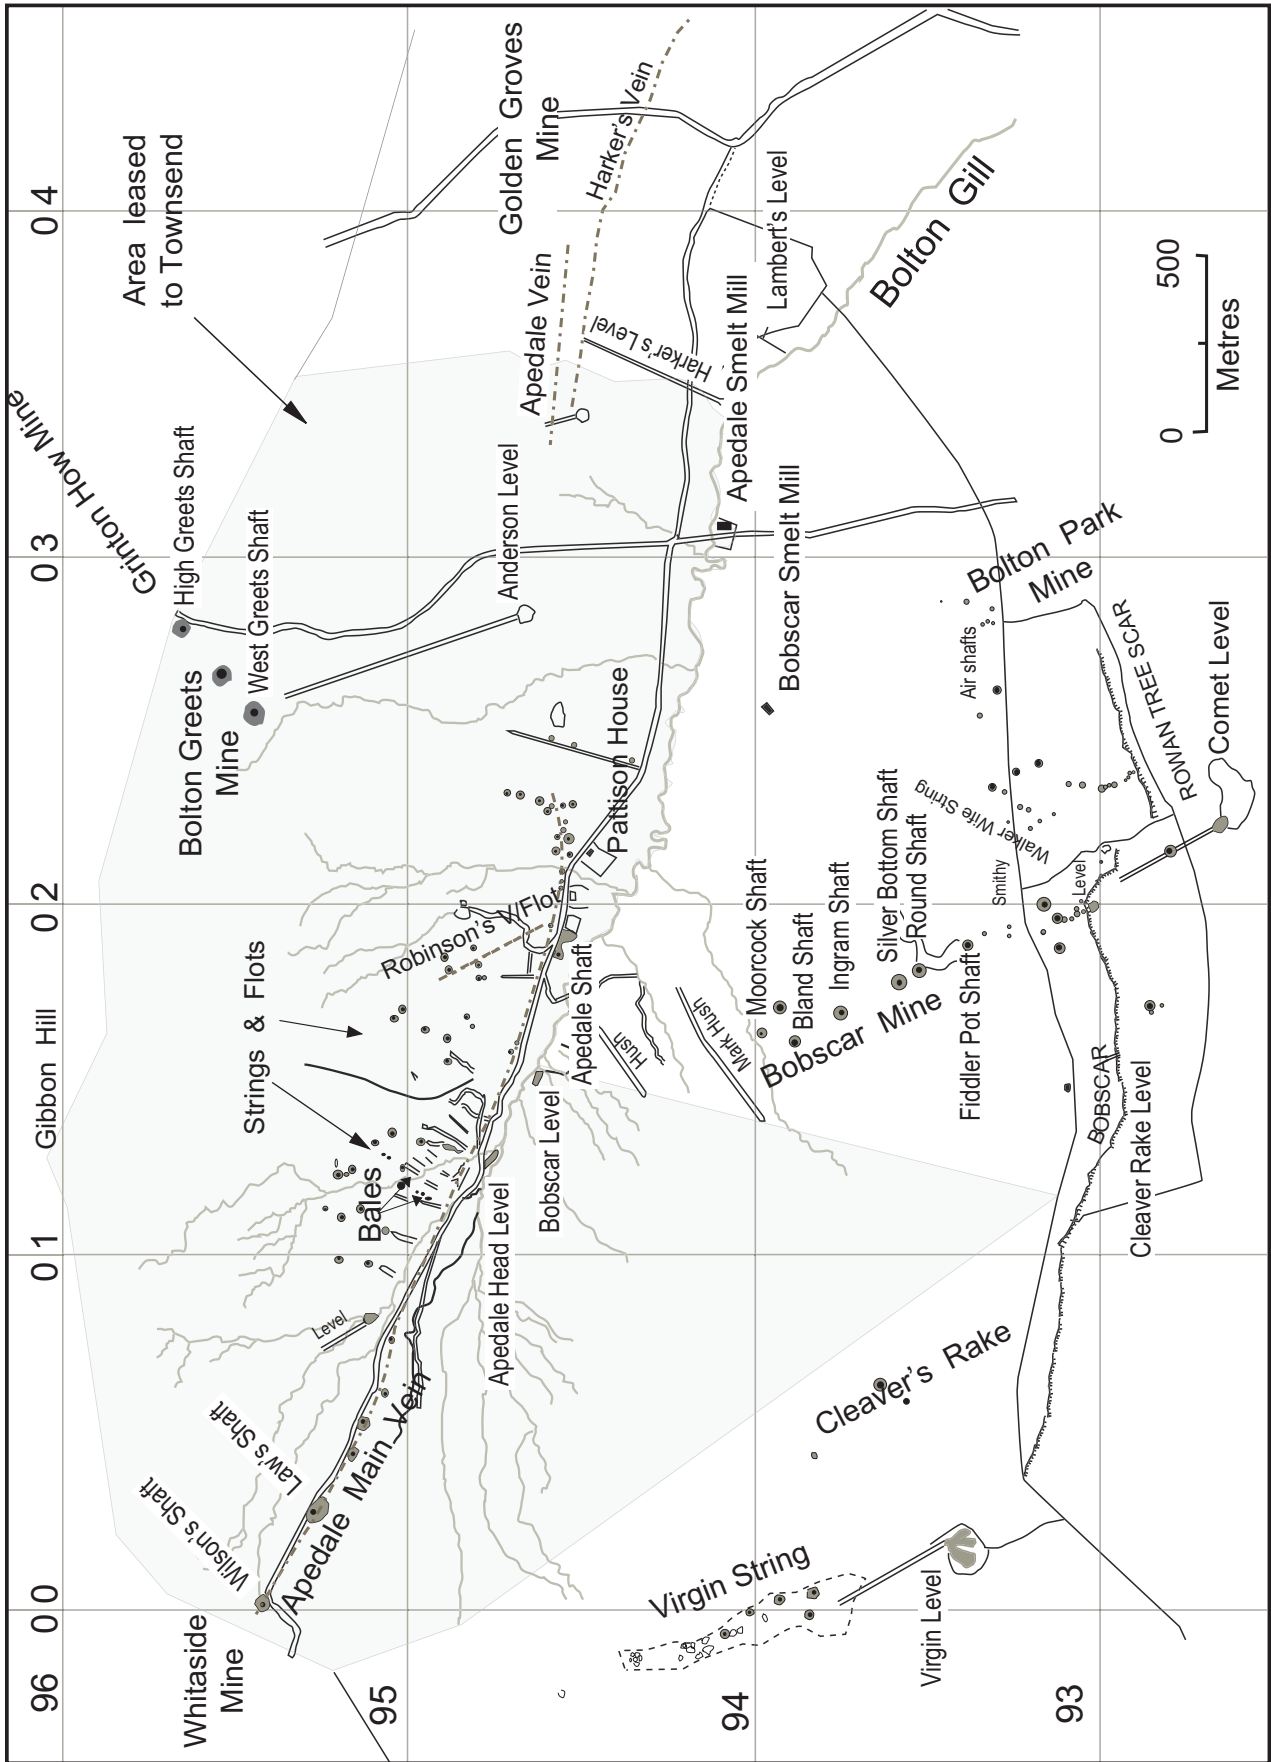 96
95
94
93
00
01
02
03
04
Whitaside
Mine
Wilson's Shaft
Law's Shaft
Apedale Main Vein
Level
Gibbon Hill
Strings & Flots
Bales
Apedale Head Level
Bobscar Level
Hush
Apedale Shaft
Mark Hush
Robinson's V/Flot
Pattison House
Bolton Greets
Mine
West Greets Shaft
High Greets Shaft
Grinton How Mine
Anderson Level
Area leased
to Townsend
Apedale Vein
Harker's Vein
Harker's Level
Golden Groves
Mine
Apedale Smelt Mill
Lambert's Level
Bolton Gill
Bobscar Smelt Mill
Moorcock Shaft
Bland Shaft
Ingram Shaft
Silver Bottom Shaft
Round Shaft
Bobscar Mine
Fiddler Pot Shaft
Smithy
Level
Walker Wife String
Air shafts
Bolton Park
Mine
ROWAN TREE SCAR
Comet Level
BOBSCAR
Cleaver Rake Level
Cleaver's Rake
Virgin String
Virgin Level
0
500
Metres